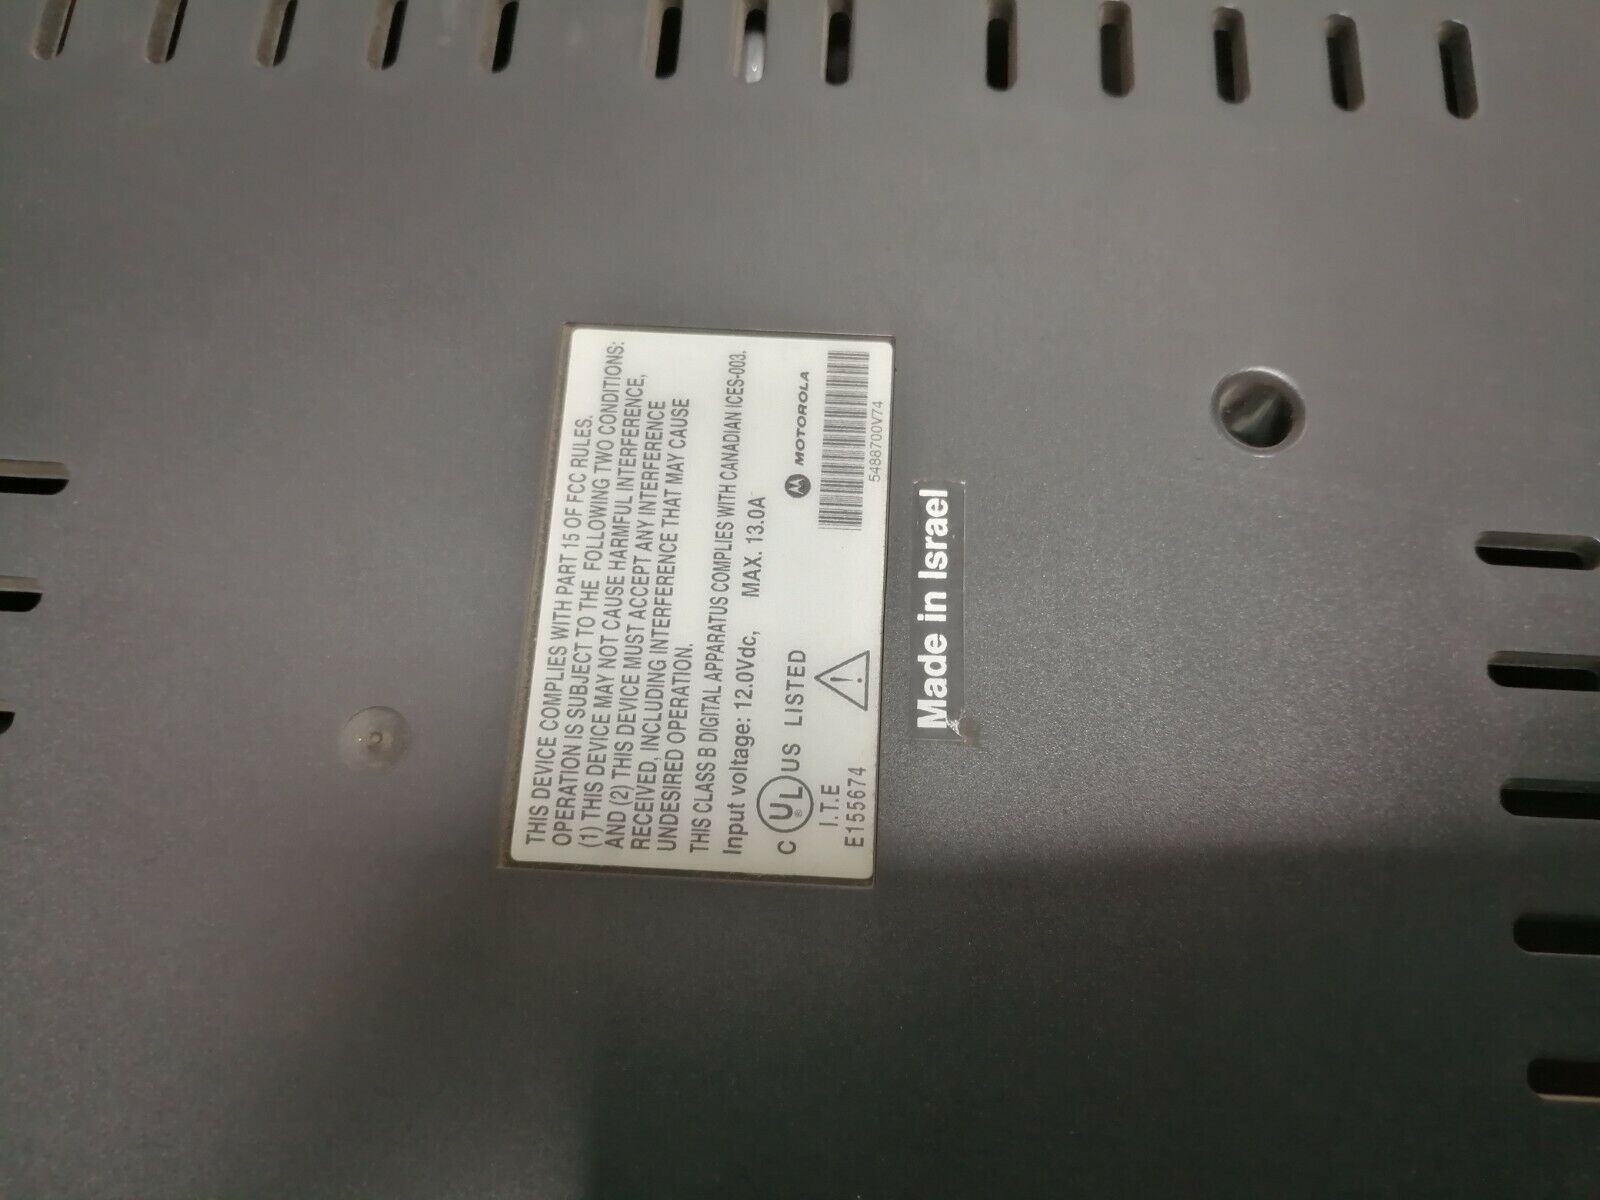 THIS DEVICE COMPLIES WITH PART 15 OF FCC RULES.
OPERATION IS SUBJECT TO THE FOLLOWING TWO CONDITIONS:
(1) THIS DEVICE MAY NOT CAUSE HARMFUL INTERFERENCE,
AND (2) THIS DEVICE MUST ACCEPT ANY INTERFERENCE
RECEIVED, INCLUDING INTERFERENCE THAT MAY CAUSE
UNDESIRED OPERATION.
THIS CLASS B DIGITAL APPARATUS COMPLIES WITH CANADIAN ICES-003.
Input voltage: 12.0Vdc, MAX. 13.0A
C UL® US LISTED
MOTOROLA
I.T.E
E155674
5488700V74
Made in Israel